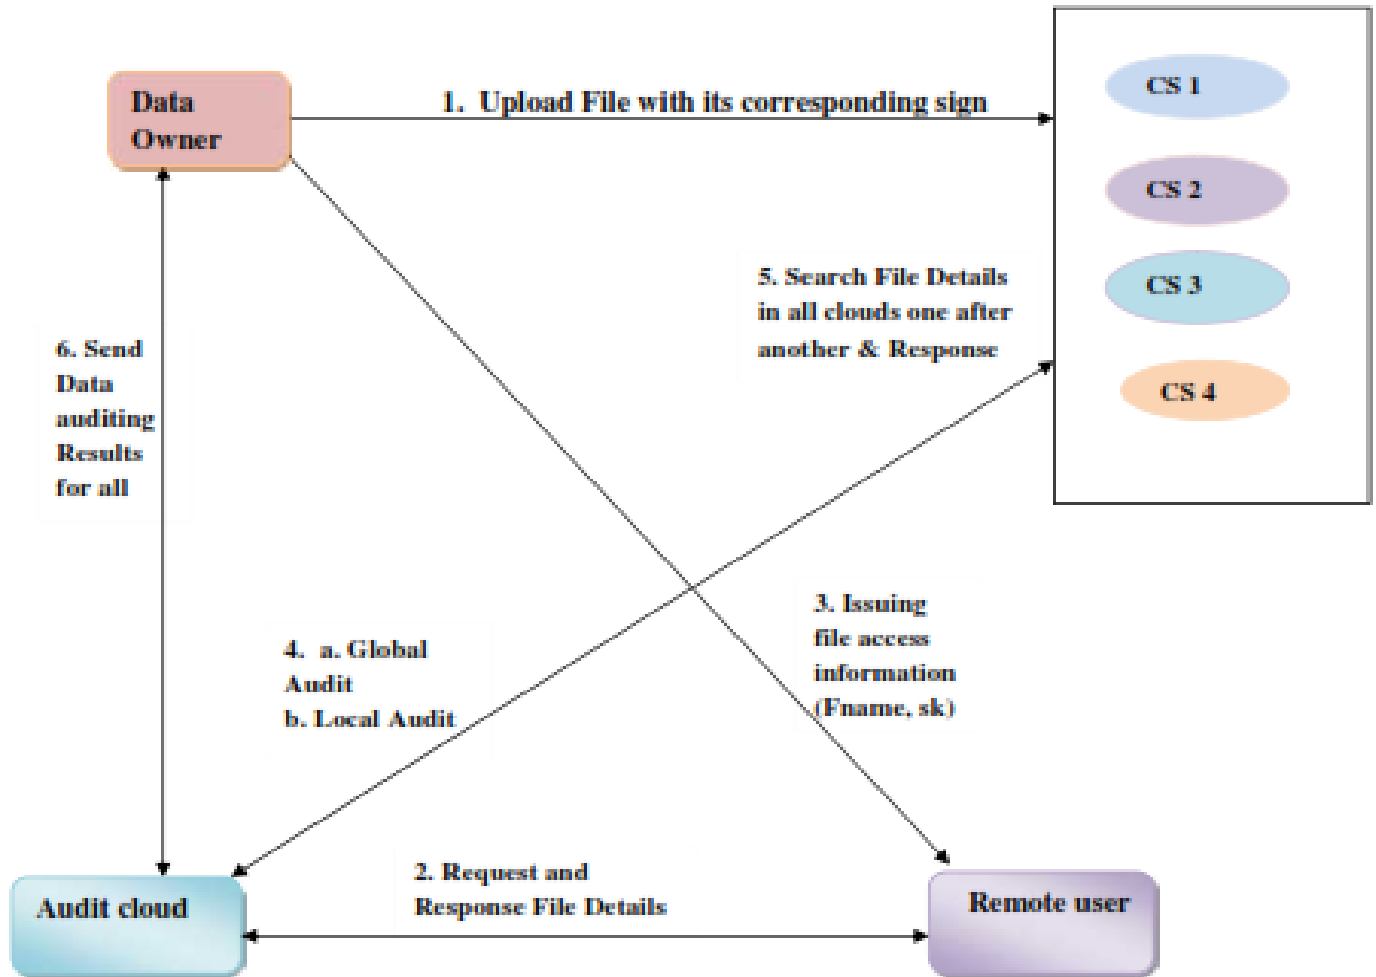 Data
Owner
1.  Upload File with its corresponding sign
CS 1
CS 2
CS 3
CS 4
5. Search File Details
in all clouds one after
another & Response
6. Send
Data
auditing
Results
for all
3. Issuing
file access
information
(Fname, sk)
4.  a. Global
Audit
b. Local Audit
2. Request and
Response File Details
Audit cloud
Remote user